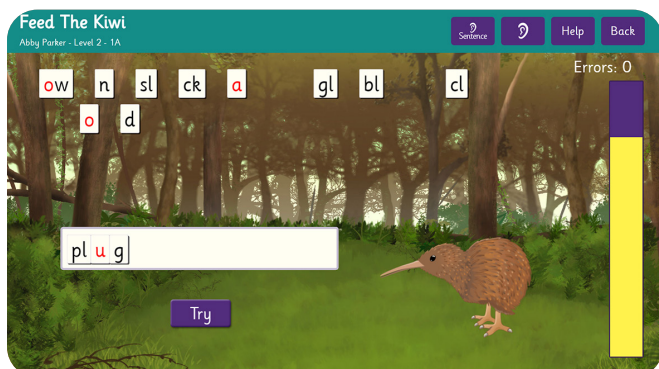 Feed The Kiwi
Abby Parker - Level 2 - 1A
Sentence Help Back
Errors: 0
ow n sl ck a gl bl cl
o d
plug
Try